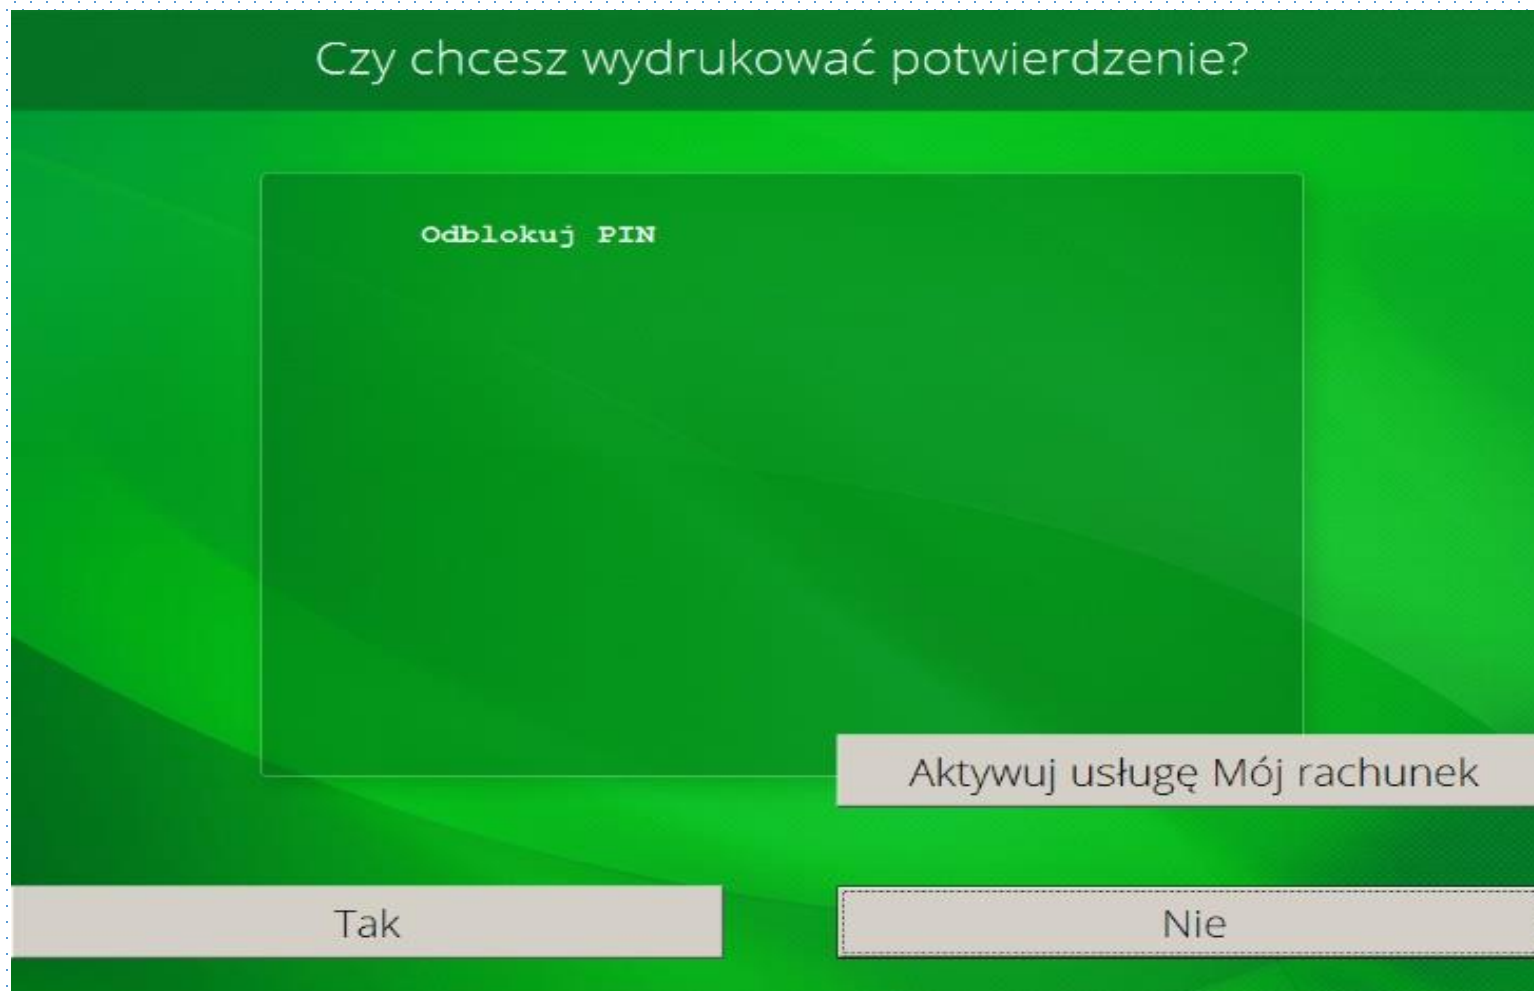 Czy chcesz wydrukować potwierdzenie?
Odblokuj PIN
Aktywuj usługę Mój rachunek
Tak
Nie